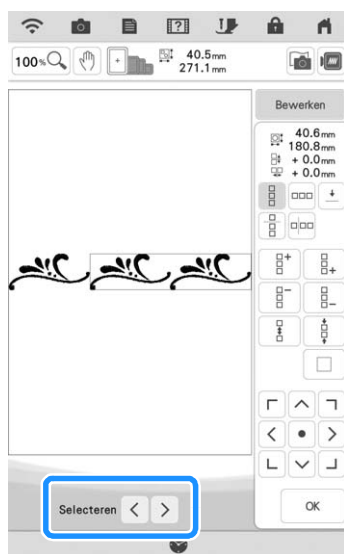 100%
40.5mm
271.1mm
Bewerken
40.6mm
180.8mm
+ 0.0mm
+ 0.0mm
Selecteren
OK